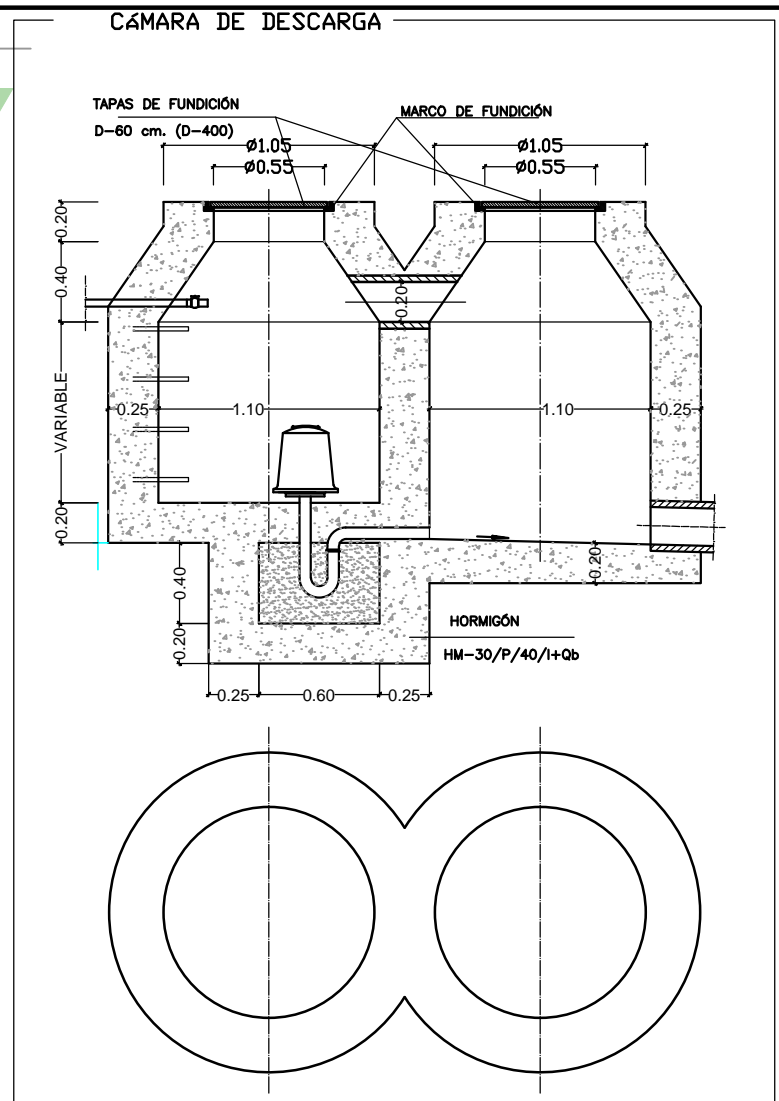 CáMARA DE DESCARGA
TAPAS DE FUNDICIÓN
D-60 cm. (D-400)
MARCO DE FUNDICIÓN
Ø1.05
Ø1.05
Ø0.55
Ø0.55
0.20
0.40
0.20
VARIABLE
0.25
1.10
1.10
0.25
0.20
0.20
0.40
0.20
HORMIGÓN
HM-30/P/40/I+Qb
0.25
0.60
0.25